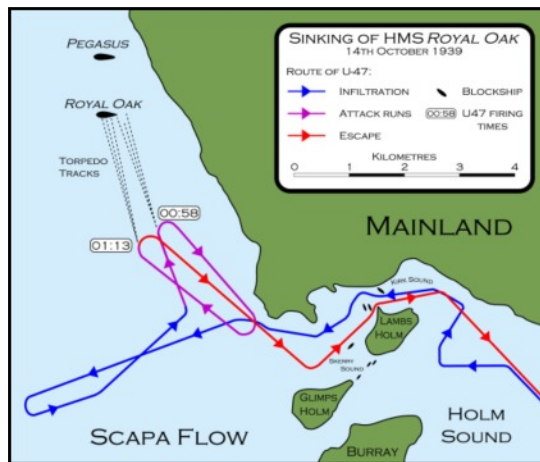 SINKING OF HMS ROYAL OAK
14TH OCTOBER 1939
ROUTE OF U-47:
INFILTRATION
BLOCKSHIP
ATTACK RUNS
00:58
U47 FIRING
TIMES
ESCAPE
KILOMETRES
0 1 2 3 4
PEGASUS
ROYAL OAK
TORPEDO
TRACKS
00:58
01:13
MAINLAND
KIRK SOUND
LAMBS
HOLM
SKERRY
SOUND
GLIMPS
HOLM
SCAPA FLOW
HOLM
SOUND
BURRAY